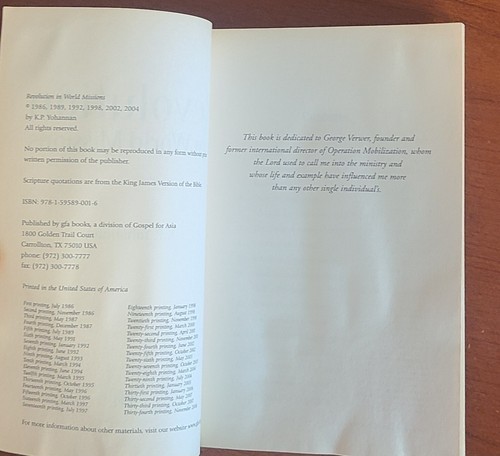 Revolution in World Missions
© 1986, 1989, 1992, 1998, 2002, 2004
by K.P. Yohannan
All rights reserved.
No portion of this book may be reproduced in any form without
written permission of the publisher.
Scripture quotations are from the King James Version of the Bible
ISBN: 978-1-59589-001-6
Published by gfa books, a division of Gospel for Asia
1800 Golden Trail Court
Carrollton, TX 75010 USA
phone: (972) 300-7777
fax: (972) 300-7778
Printed in the United States of America
First printing, July 1986
Second printing, November 1986
Third printing, May 1987
Fourth printing, December 1987
Fifth printing, July 1989
Sixth printing, May 1990
Seventh printing, January 1992
Eighth printing, June 1992
Ninth printing, August 1993
Tenth printing, March 1994
Eleventh printing, June 1994
Twelfth printing, March 1995
Thirteenth printing, October 1995
Fourteenth printing, May 1996
Fifteenth printing, October 1996
Sixteenth printing, March 1997
Seventeenth printing, July 1997
Eighteenth printing, January 1998
Nineteenth printing, August 1998
Twentieth printing, November 1998
Twenty-first printing, March 2000
Twenty-second printing, April 2001
Twenty-third printing, November
Twenty-fourth printing, June 2002
Twenty-fifth printing, October 2002
Twenty-sixth printing, May 2003
Twenty-seventh printing, October
Twenty-eighth printing, March 2004
Twenty-ninth printing, July 2004
Thirtieth printing, January 2005
Thirty-first printing, January 2006
Thirty-second printing, May 2007
Thirty-third printing, October 2007
Thirty-fourth printing, November
For more information about other materials, visit our website
This book is dedicated to George Verwer, founder and
former international director of Operation Mobilization, whom
the Lord used to call me into the ministry and
whose life and example have influenced me more
than any other single individual's.